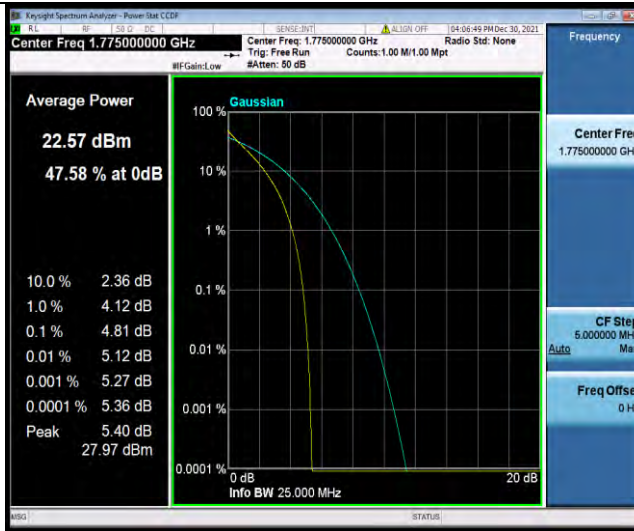 Keysight Spectrum Analyzer - Power Stat CCDF
RL RF 50 Ω DC SENSE:INT ALIGN OFF 04:06:49 PM Dec 30, 2021
Center Freq 1.775000000 GHz
Center Freq: 1.775000000 GHz Radio Std: None
Trig: Free Run Counts:1.00 M/1.00 Mpt
#IFGain:Low #Atten: 50 dB
Frequency
Average Power
22.57 dBm
47.58 % at 0dB
10.0 % 2.36 dB
1.0 % 4.12 dB
0.1 % 4.81 dB
0.01 % 5.12 dB
0.001 % 5.27 dB
0.0001 % 5.36 dB
Peak 5.40 dB
27.97 dBm
Gaussian
100 %
10 %
1 %
0.1 %
0.01 %
0.001 %
0.0001 %
0 dB 20 dB
Info BW 25.000 MHz
Center Fre
1.775000000 GH
CF Step
5.000000 MH
Auto Ma
Freq Offse
0 H
MSG STATUS